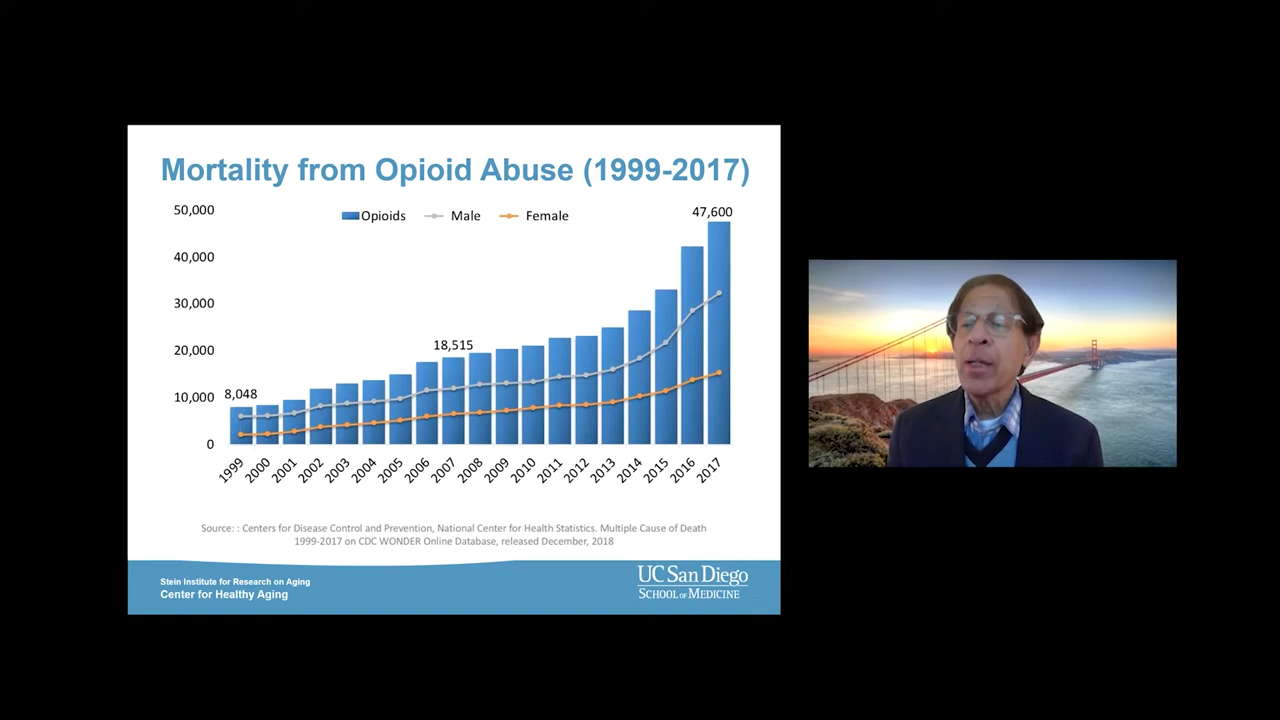 Mortality from Opioid Abuse (1999-2017)
50,000
40,000
30,000
20,000
10,000
0
Opioids Male Female
8,048
18,515
47,600
1999 2000 2001 2002 2003 2004 2005 2006 2007 2008 2009 2010 2011 2012 2013 2014 2015 2016 2017
Source: : Centers for Disease Control and Prevention, National Center for Health Statistics. Multiple Cause of Death
1999-2017 on CDC WONDER Online Database, released December, 2018
Stein Institute for Research on Aging
Center for Healthy Aging
UC San Diego
SCHOOL OF MEDICINE